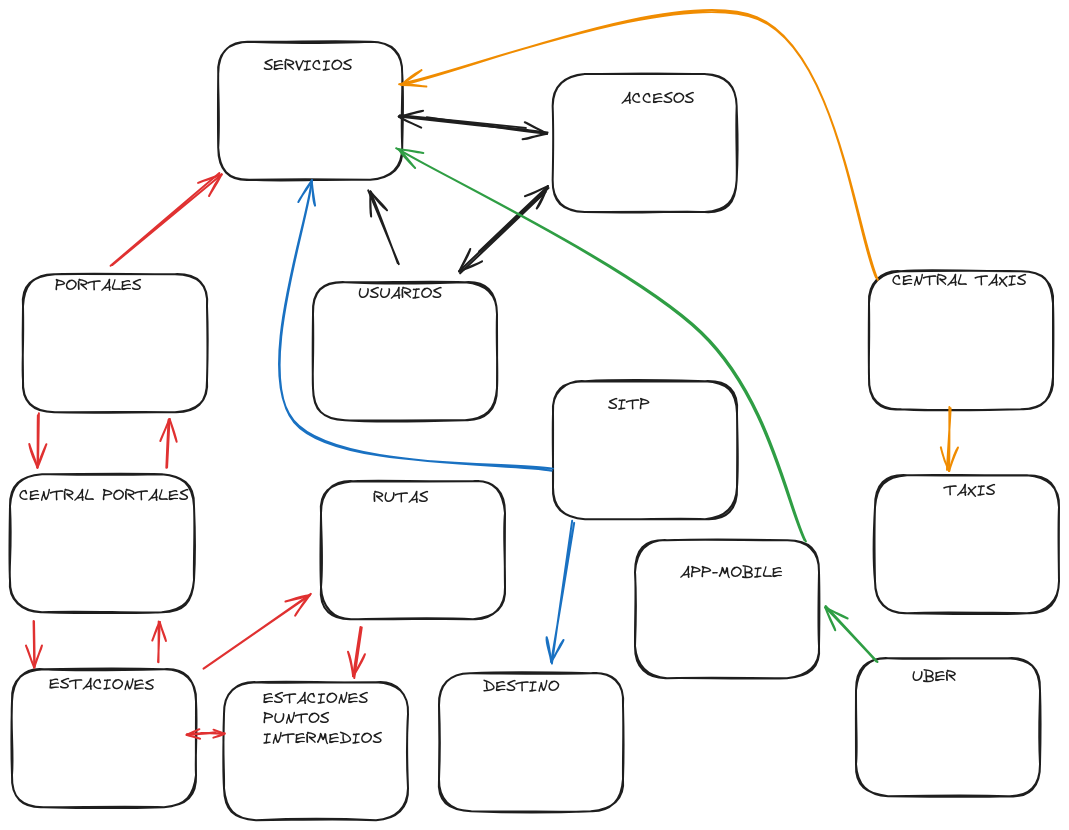 SERVICIOS
ACCESOS
PORTALES
USUARIOS
CENTRAL TAXIS
SITP
CENTRAL PORTALES
RUTAS
TAXIS
APP-MOBILE
UBER
ESTACIONES
ESTACIONES
PUNTOS
INTERMEDIOS
DESTINO